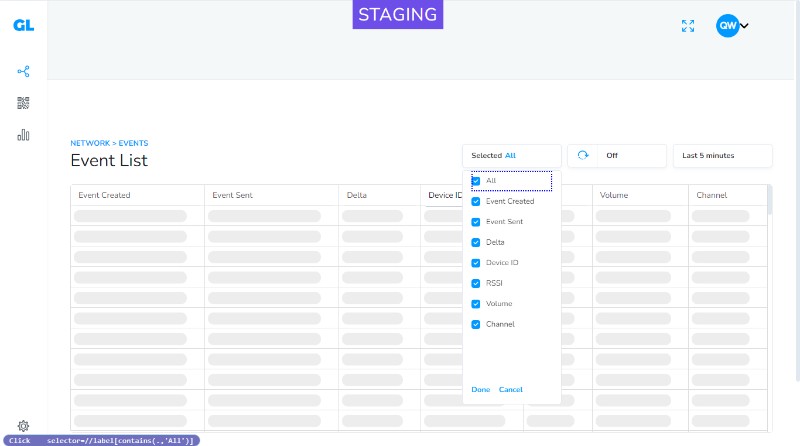 STAGING
GL
QW
NETWORK > EVENTS
Event List
Selected All
Off
Last 5 minutes
Event Created
Event Sent
Delta
Device ID
Volume
Channel
All
Event Created
Event Sent
Delta
Device ID
RSSI
Volume
Channel
Done Cancel
Click selector=//label[contains(.,'All')]